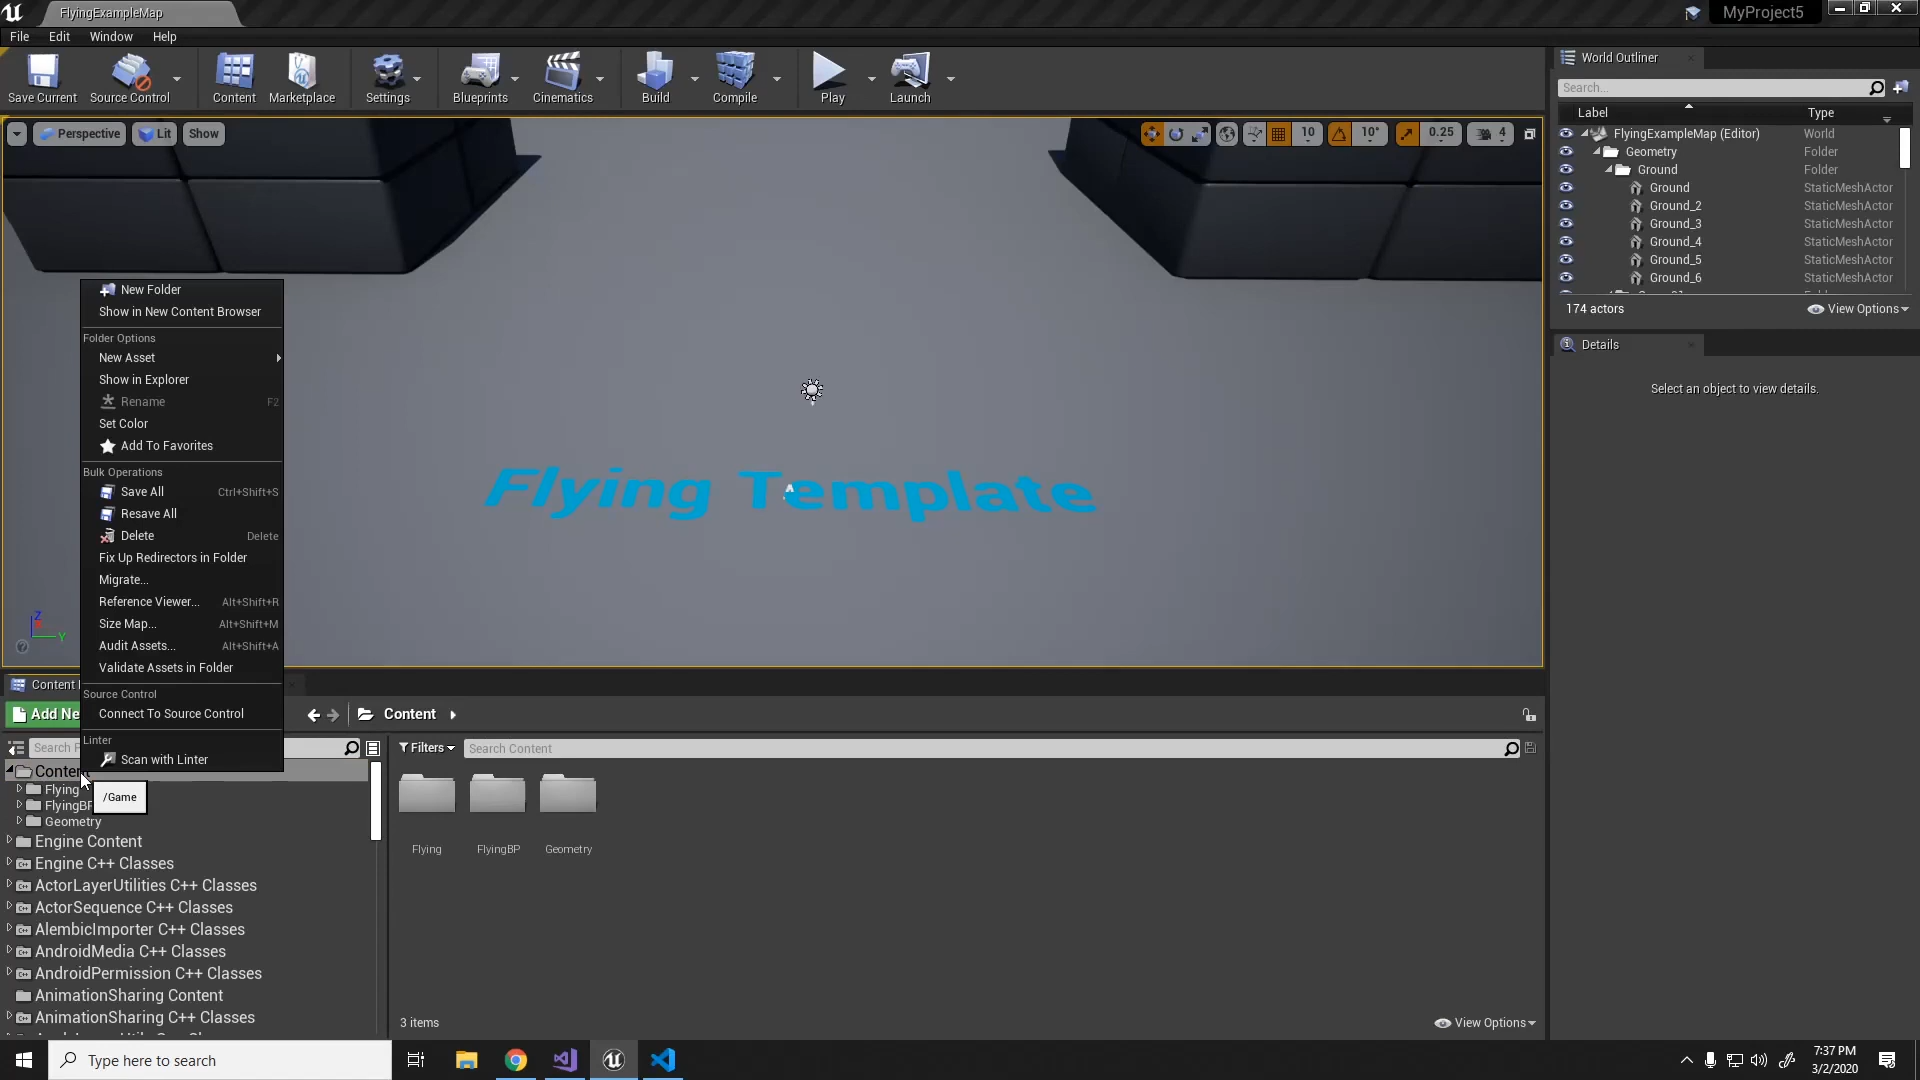 FlyingExampleMap
MyProject5
File Edit Window Help
Save Current Source Control Content Marketplace Settings Blueprints Cinematics Build Compile Play Launch
Perspective Lit Show
10 10° 0.25 4
World Outliner
Search...
Label Type
FlyingExampleMap (Editor) World
Geometry Folder
Ground Folder
Ground StaticMeshActor
Ground_2 StaticMeshActor
Ground_3 StaticMeshActor
Ground_4 StaticMeshActor
Ground_5 StaticMeshActor
Ground_6 StaticMeshActor
174 actors View Options
Details
Select an object to view details.
Flying Template
Z
Y
New Folder
Show in New Content Browser
Folder Options
New Asset
Show in Explorer
Rename F2
Set Color
Add To Favorites
Bulk Operations
Save All Ctrl+Shift+S
Resave All
Delete Delete
Fix Up Redirectors in Folder
Migrate...
Reference Viewer... Alt+Shift+R
Size Map... Alt+Shift+M
Audit Assets... Alt+Shift+A
Validate Assets in Folder
Source Control
Connect To Source Control
Linter
Scan with Linter
Content
Add Ne
Content
Search P
Filters Search Content
Content
Flying
FlyingBP
/Game
Geometry
Engine Content
Engine C++ Classes
ActorLayerUtilities C++ Classes
ActorSequence C++ Classes
AlembicImporter C++ Classes
AndroidMedia C++ Classes
AndroidPermission C++ Classes
AnimationSharing Content
AnimationSharing C++ Classes
Flying FlyingBP Geometry
3 items View Options
Type here to search
7:37 PM
3/2/2020